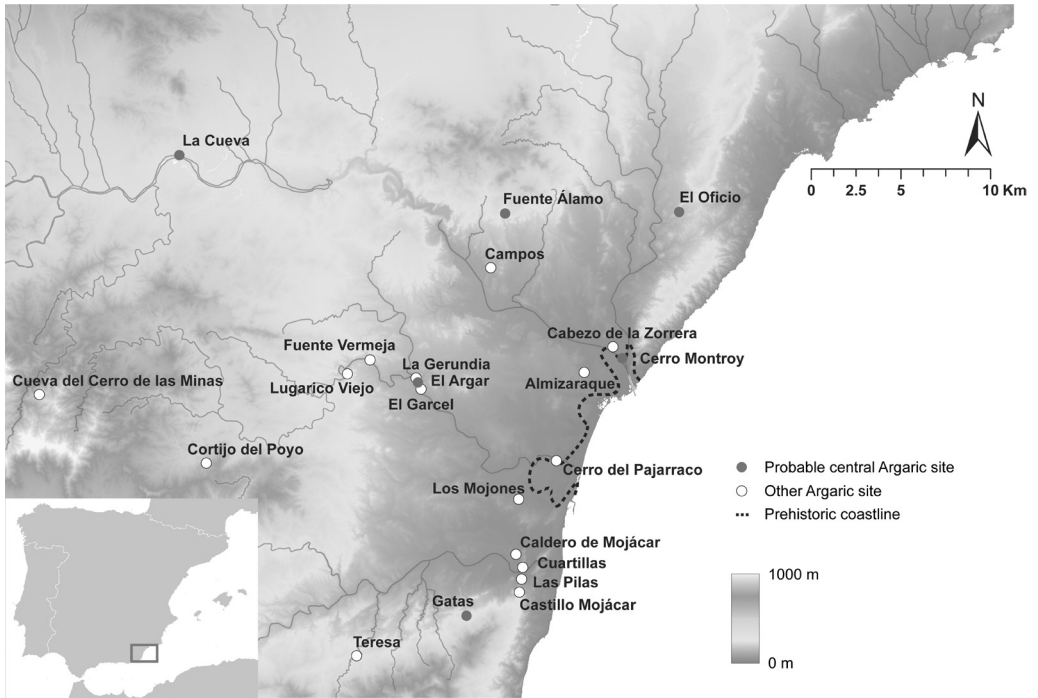 La Cueva
N
0 2.5 5 10 Km
Fuente Álamo
El Oficio
Campos
Cabezo de la Zorrera
Fuente Vermeja
Cerro Montroy
La Gerundia
Cueva del Cerro de las Minas
Lugarico Viejo
El Argar
Almizaraque
El Garcel
Cortijo del Poyo
Cerro del Pajarraco
Probable central Argaric site
Los Mojones
Other Argaric site
Prehistoric coastline
Caldero de Mojácar
Cuartillas
1000 m
Las Pilas
Gatas
Castillo Mojácar
Teresa
0 m